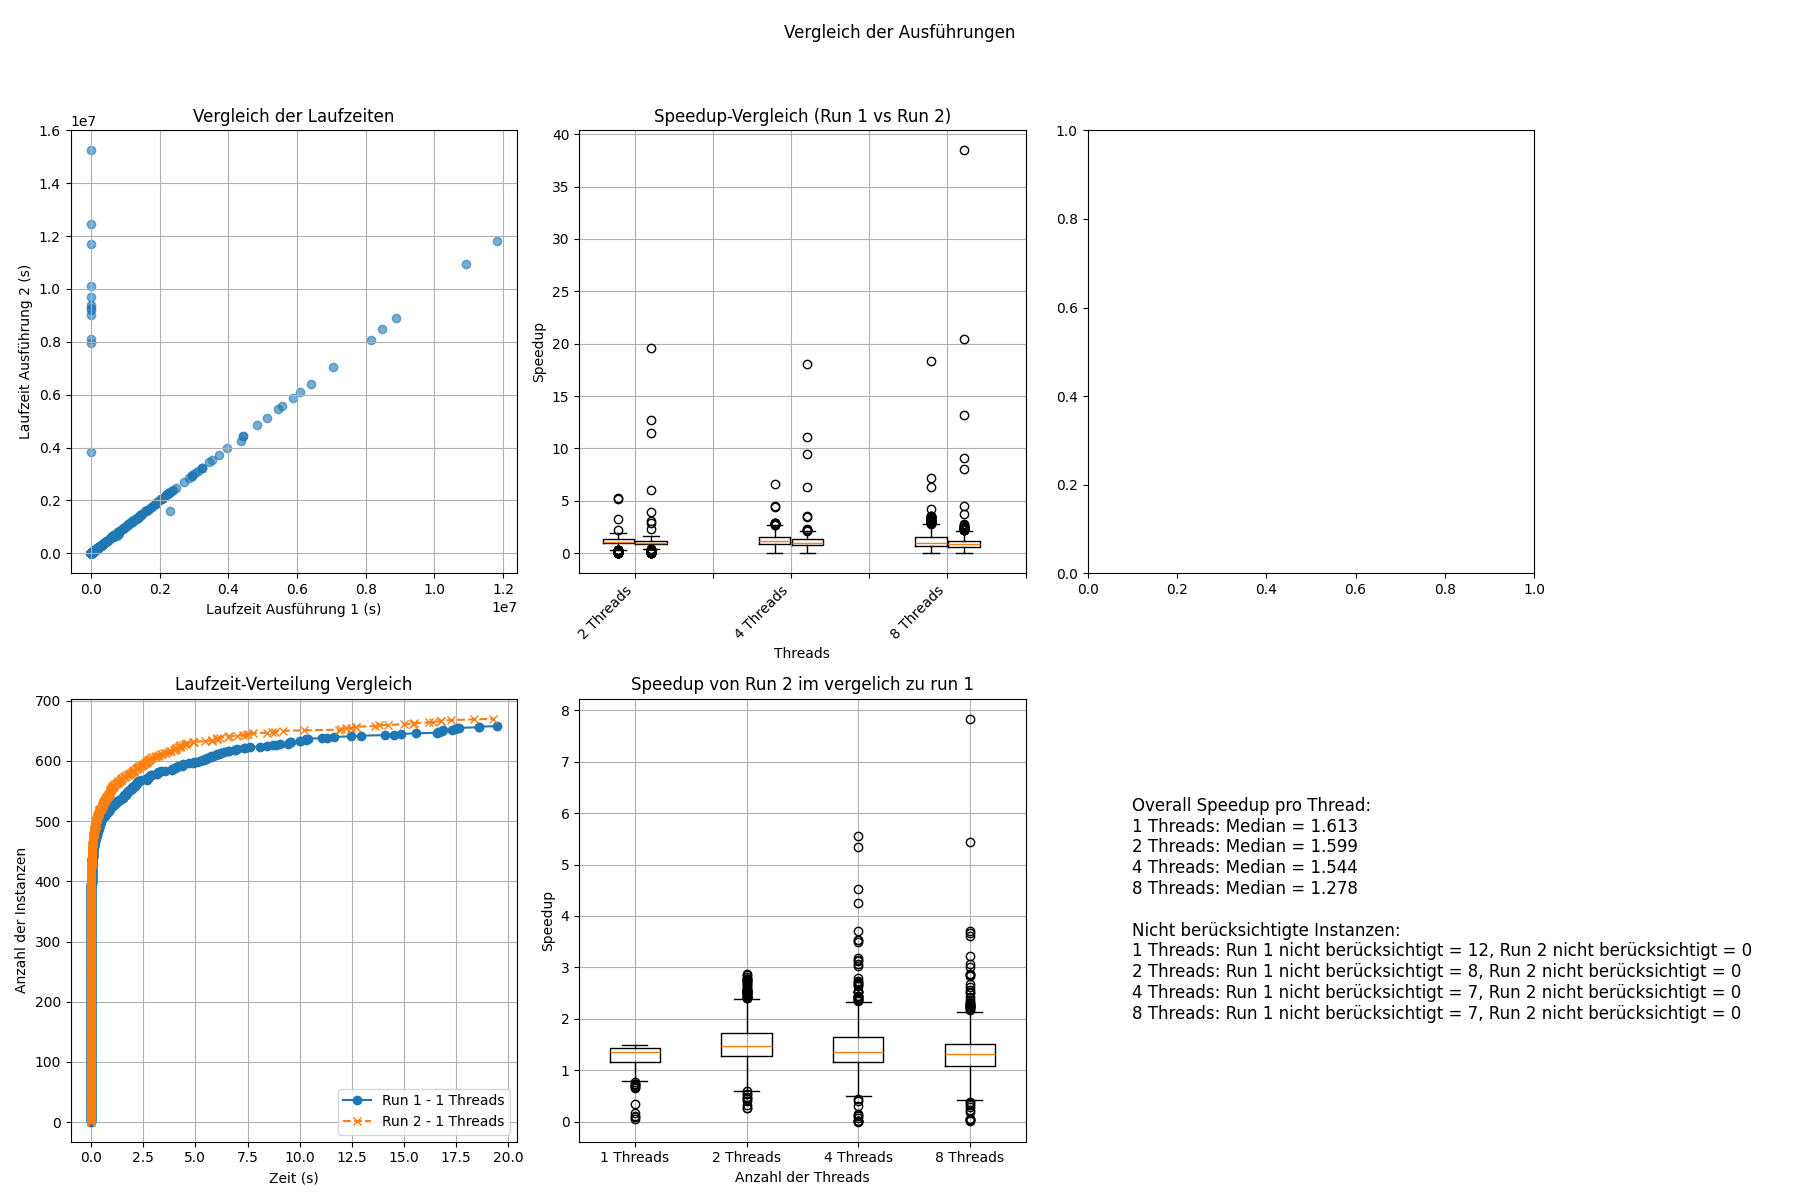 Vergleich der Ausführungen
Vergleich der Laufzeiten
1e7
1.6
1.4
1.2
1.0
0.8
0.6
0.4
0.2
0.0
Laufzeit Ausführung 2 (s)
0.0 0.2 0.4 0.6 0.8 1.0 1.2
1e7
Laufzeit Ausführung 1 (s)
Speedup-Vergleich (Run 1 vs Run 2)
40
35
30
25
20
15
10
5
0
Speedup
2 Threads 4 Threads 8 Threads
Threads
1.0
0.8
0.6
0.4
0.2
0.0
0.0 0.2 0.4 0.6 0.8 1.0
Laufzeit-Verteilung Vergleich
700
600
500
400
300
200
100
0
Anzahl der Instanzen
Run 1 - 1 Threads
Run 2 - 1 Threads
0.0 2.5 5.0 7.5 10.0 12.5 15.0 17.5 20.0
Zeit (s)
Speedup von Run 2 im vergelich zu run 1
8
7
6
5
4
3
2
1
0
Speedup
1 Threads 2 Threads 4 Threads 8 Threads
Anzahl der Threads
Overall Speedup pro Thread:
1 Threads: Median = 1.613
2 Threads: Median = 1.599
4 Threads: Median = 1.544
8 Threads: Median = 1.278
Nicht berücksichtigte Instanzen:
1 Threads: Run 1 nicht berücksichtigt = 12, Run 2 nicht berücksichtigt = 0
2 Threads: Run 1 nicht berücksichtigt = 8, Run 2 nicht berücksichtigt = 0
4 Threads: Run 1 nicht berücksichtigt = 7, Run 2 nicht berücksichtigt = 0
8 Threads: Run 1 nicht berücksichtigt = 7, Run 2 nicht berücksichtigt = 0